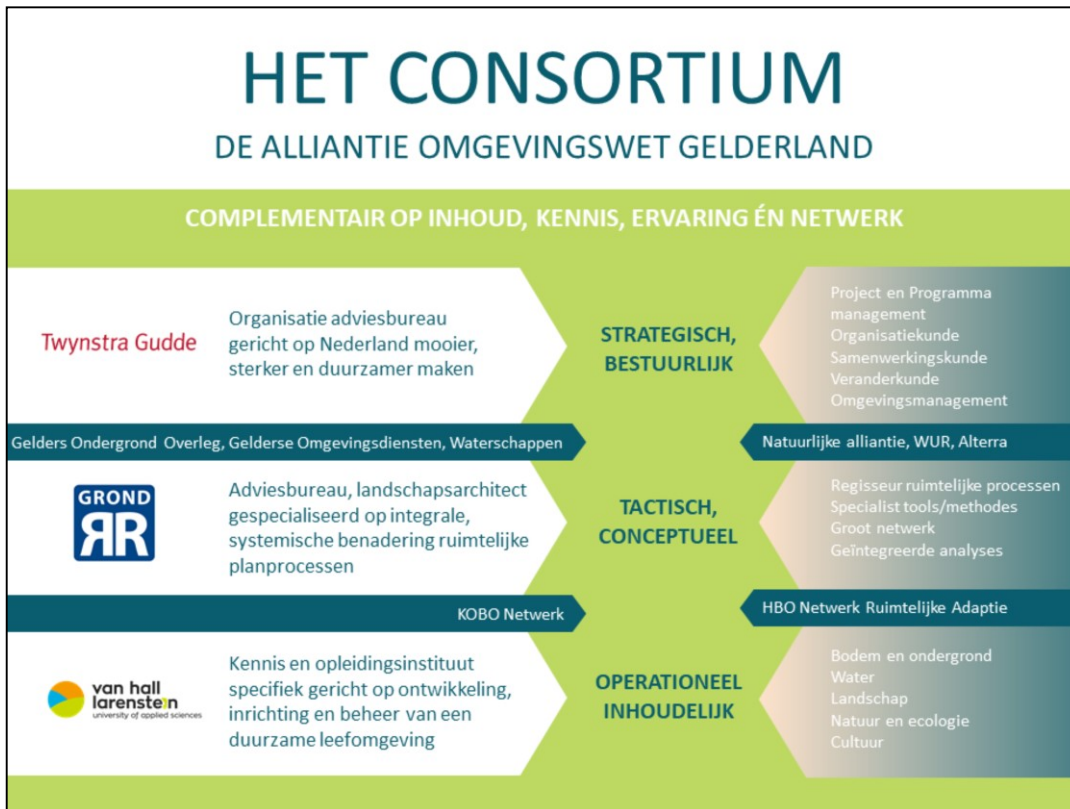 HET CONSORTIUM
DE ALLIANTIE OMGEVINGSWET GELDERLAND
COMPLEMENTAIR OP INHOUD, KENNIS, ERVARING ÉN NETWERK
Twynstra Gudde
Organisatie adviesbureau
gericht op Nederland mooier,
sterker en duurzamer maken
STRATEGISCH,
BESTUURLIJK
Project en Programma
management
Organisatiekunde
Samenwerkingskunde
Veranderkunde
Omgevingsmanagement
Gelders Ondergrond Overleg, Gelderse Omgevingsdiensten, Waterschappen
Natuurlijke alliantie, WUR, Alterra
GROND
RR
Adviesbureau, landschapsarchitect
gespecialiseerd op integrale,
systemische benadering ruimtelijke
planprocessen
TACTISCH,
CONCEPTUEEL
Regisseur ruimtelijke processen
Specialist tools/methodes
Groot netwerk
Geïntegreerde analyses
KOBO Netwerk
HBO Netwerk Ruimtelijke Adaptie
van hall
larenstein
university of applied sciences
Kennis en opleidingsinstituut
specifiek gericht op ontwikkeling,
inrichting en beheer van een
duurzame leefomgeving
OPERATIONEEL
INHOUDELIJK
Bodem en ondergrond
Water
Landschap
Natuur en ecologie
Cultuur